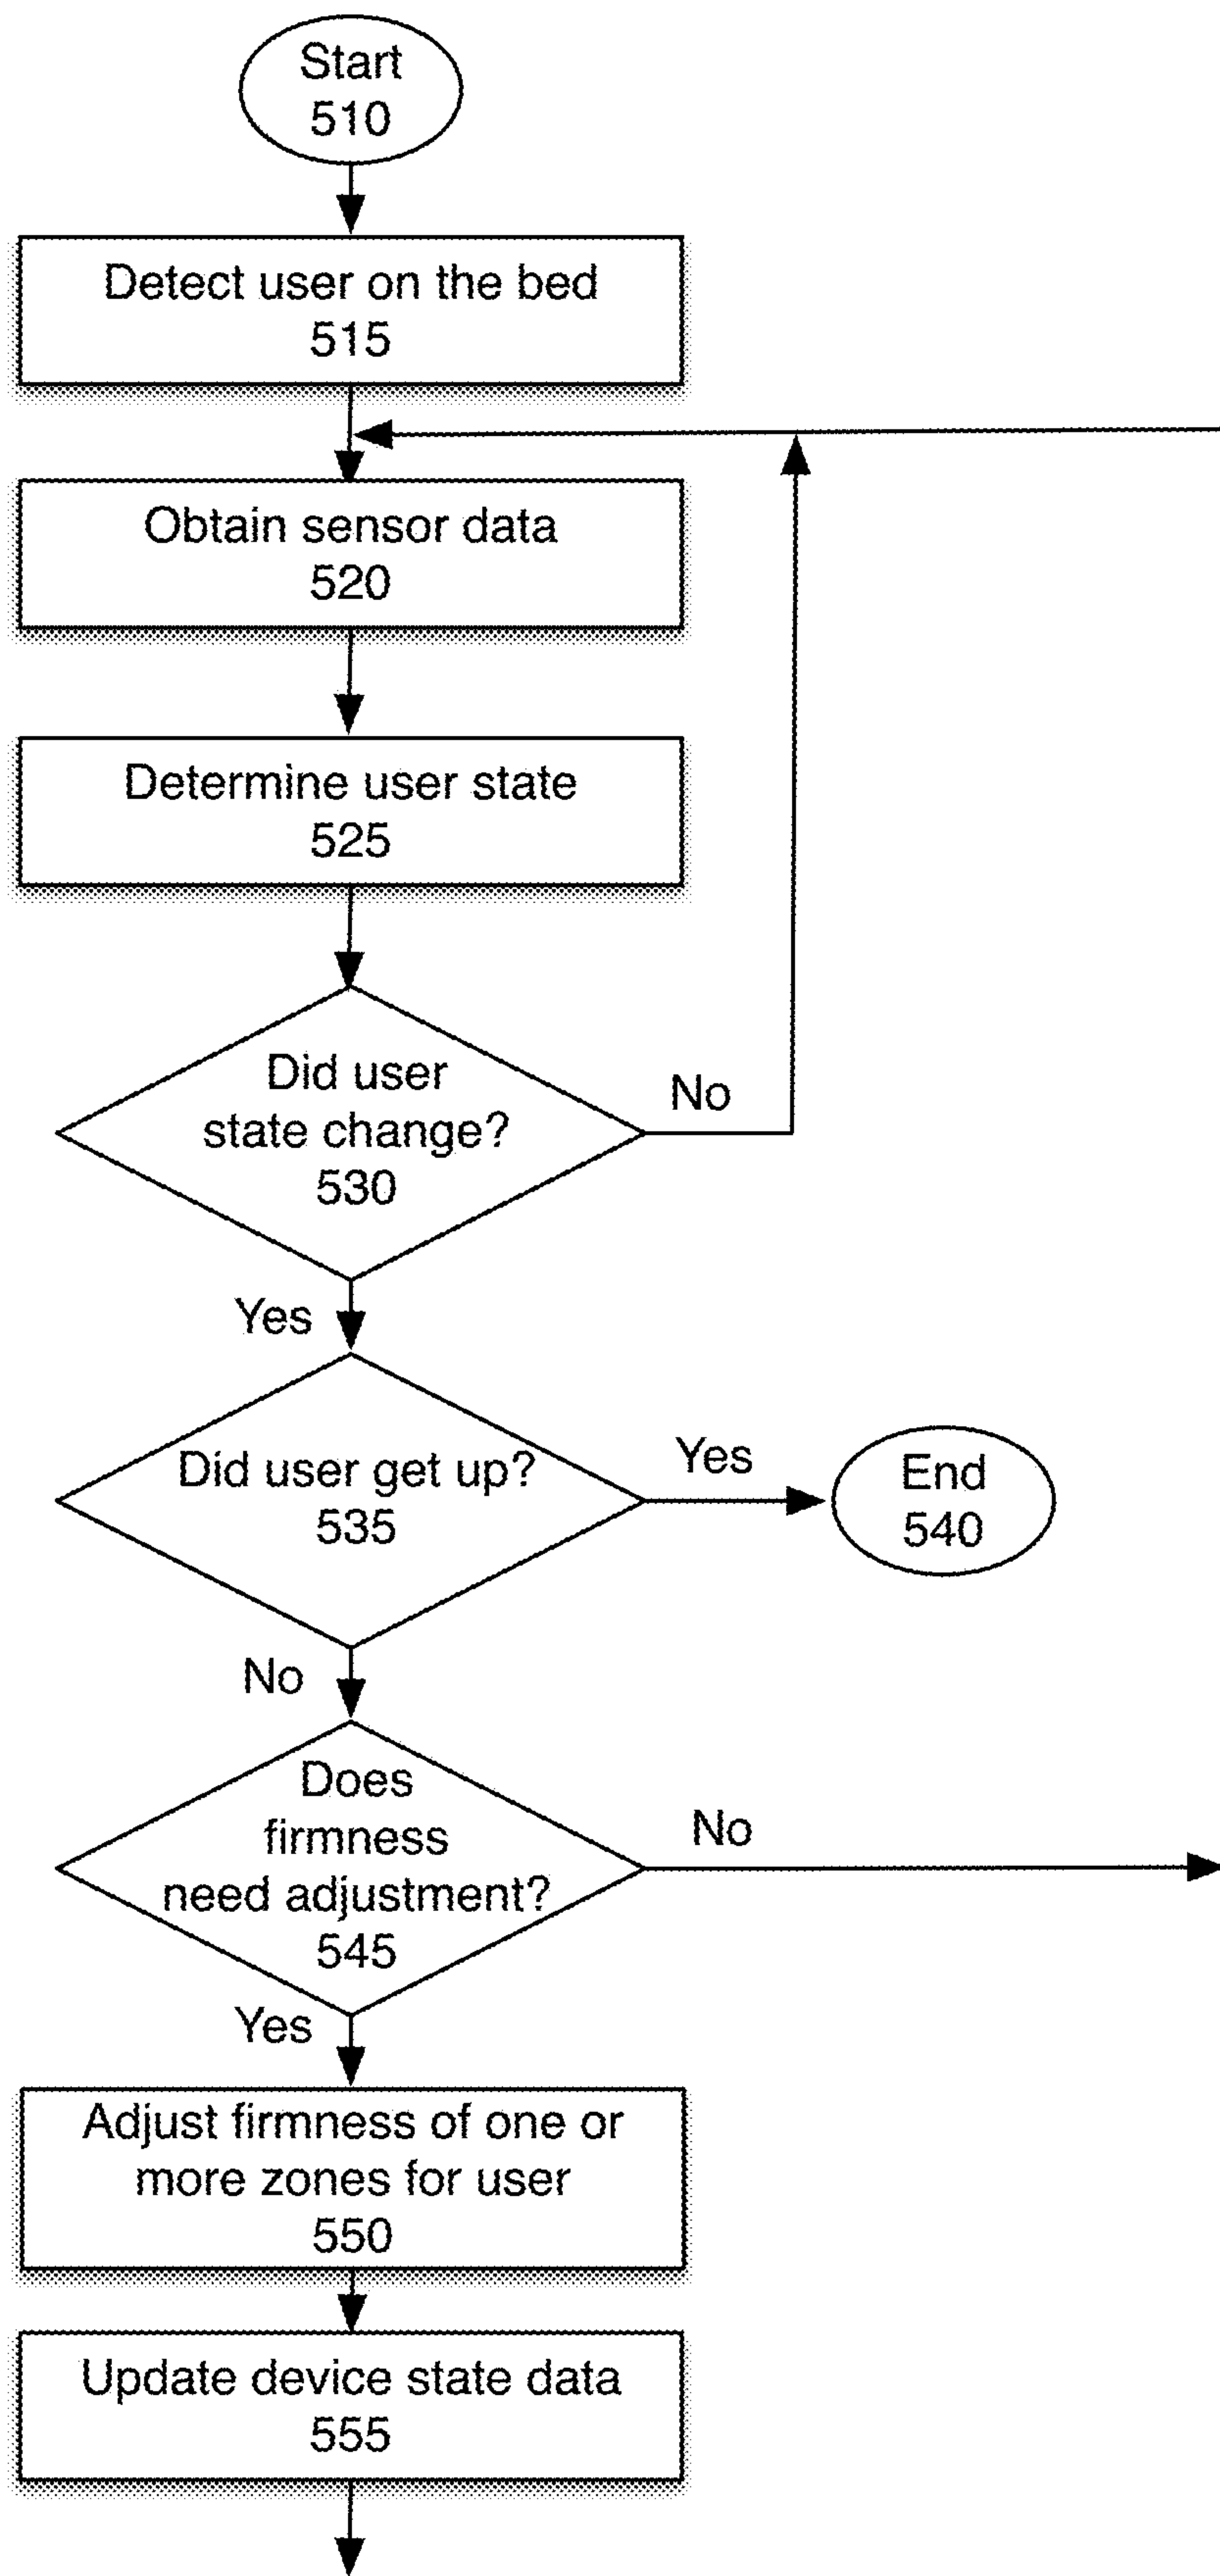 Start
510
Detect user on the bed
515
Obtain sensor data
520
Determine user state
525
Did user
state change?
530
No
Yes
Did user get up?
535
Yes
End
540
No
Does
firmness
need adjustment?
545
No
Yes
Adjust firmness of one or
more zones for user
550
Update device state data
555